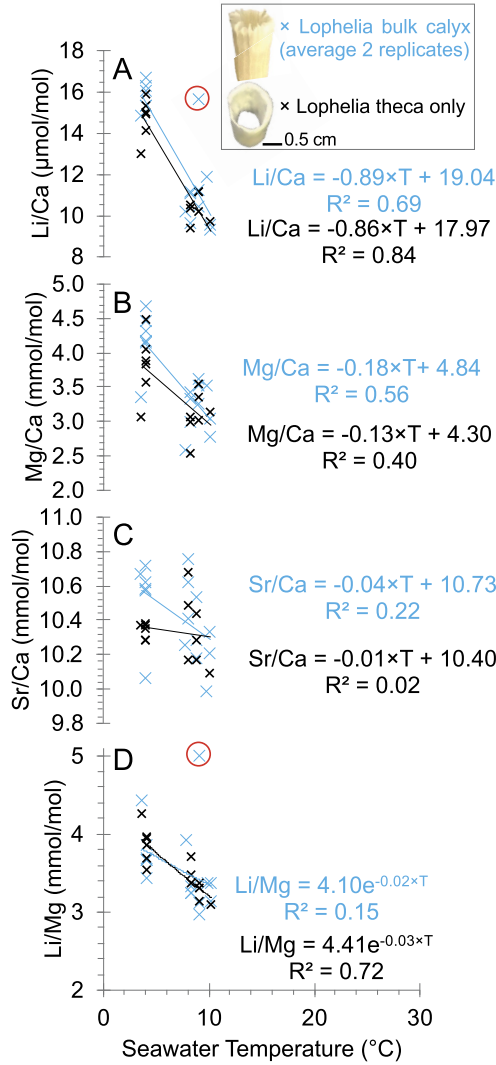 × Lophelia bulk calyx
(average 2 replicates)
× Lophelia theca only
0.5 cm
A
Li/Ca (µmol/mol)
18
16
14
12
10
8
Li/Ca = -0.89×T + 19.04
R² = 0.69
Li/Ca = -0.86×T + 17.97
R² = 0.84
B
Mg/Ca (mmol/mol)
5.0
4.5
4.0
3.5
3.0
2.5
2.0
Mg/Ca = -0.18×T+ 4.84
R² = 0.56
Mg/Ca = -0.13×T + 4.30
R² = 0.40
C
Sr/Ca (mmol/mol)
11.0
10.8
10.6
10.4
10.2
10.0
9.8
Sr/Ca = -0.04×T + 10.73
R² = 0.22
Sr/Ca = -0.01×T + 10.40
R² = 0.02
D
Li/Mg (mmol/mol)
5
4
3
2
Li/Mg = 4.10e-0.02×T
R² = 0.15
Li/Mg = 4.41e-0.03×T
R² = 0.72
0 10 20 30
Seawater Temperature (°C)